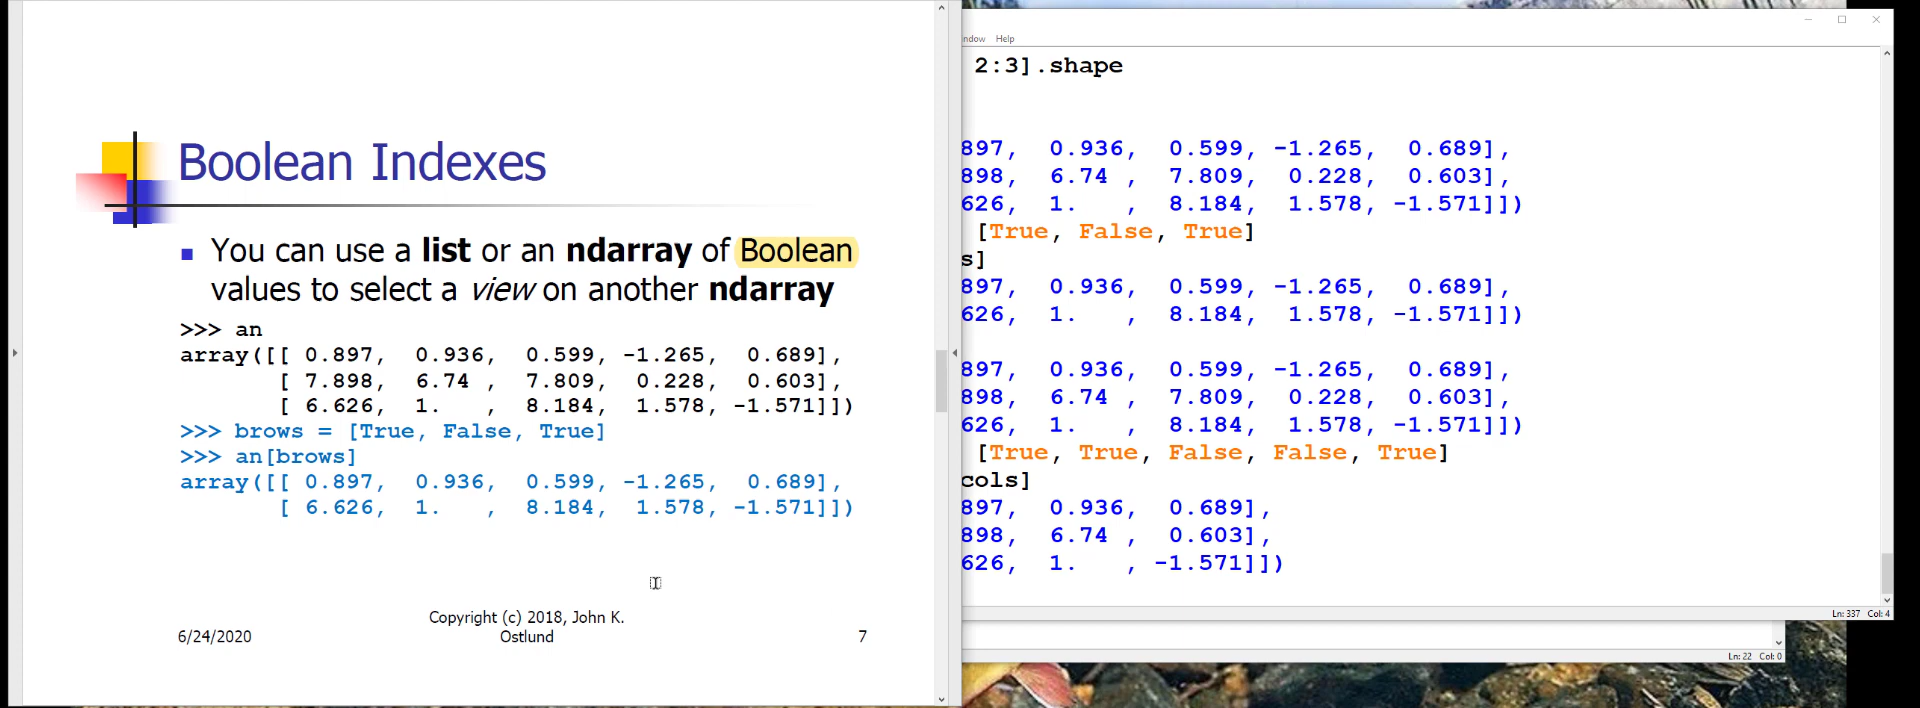 Boolean Indexes
You can use a list or an ndarray of Boolean
values to select a view on another ndarray
>>> an
array([[ 0.897,  0.936,  0.599, -1.265,  0.689],
       [ 7.898,  6.74 ,  7.809,  0.228,  0.603],
       [ 6.626,  1.   ,  8.184,  1.578, -1.571]])
>>> brows = [True, False, True]
>>> an[brows]
array([[ 0.897,  0.936,  0.599, -1.265,  0.689],
       [ 6.626,  1.   ,  8.184,  1.578, -1.571]])
Copyright (c) 2018, John K.
Ostlund
6/24/2020
7
ndow Help
2:3].shape
897,  0.936,  0.599, -1.265,  0.689],
898,  6.74 ,  7.809,  0.228,  0.603],
626,  1.   ,  8.184,  1.578, -1.571]])
[True, False, True]
s]
897,  0.936,  0.599, -1.265,  0.689],
626,  1.   ,  8.184,  1.578, -1.571]])
897,  0.936,  0.599, -1.265,  0.689],
898,  6.74 ,  7.809,  0.228,  0.603],
626,  1.   ,  8.184,  1.578, -1.571]])
[True, True, False, False, True]
cols]
897,  0.936,  0.689],
898,  6.74 ,  0.603],
626,  1.   , -1.571]])
Ln: 337 Col: 4
Ln: 22 Col: 0